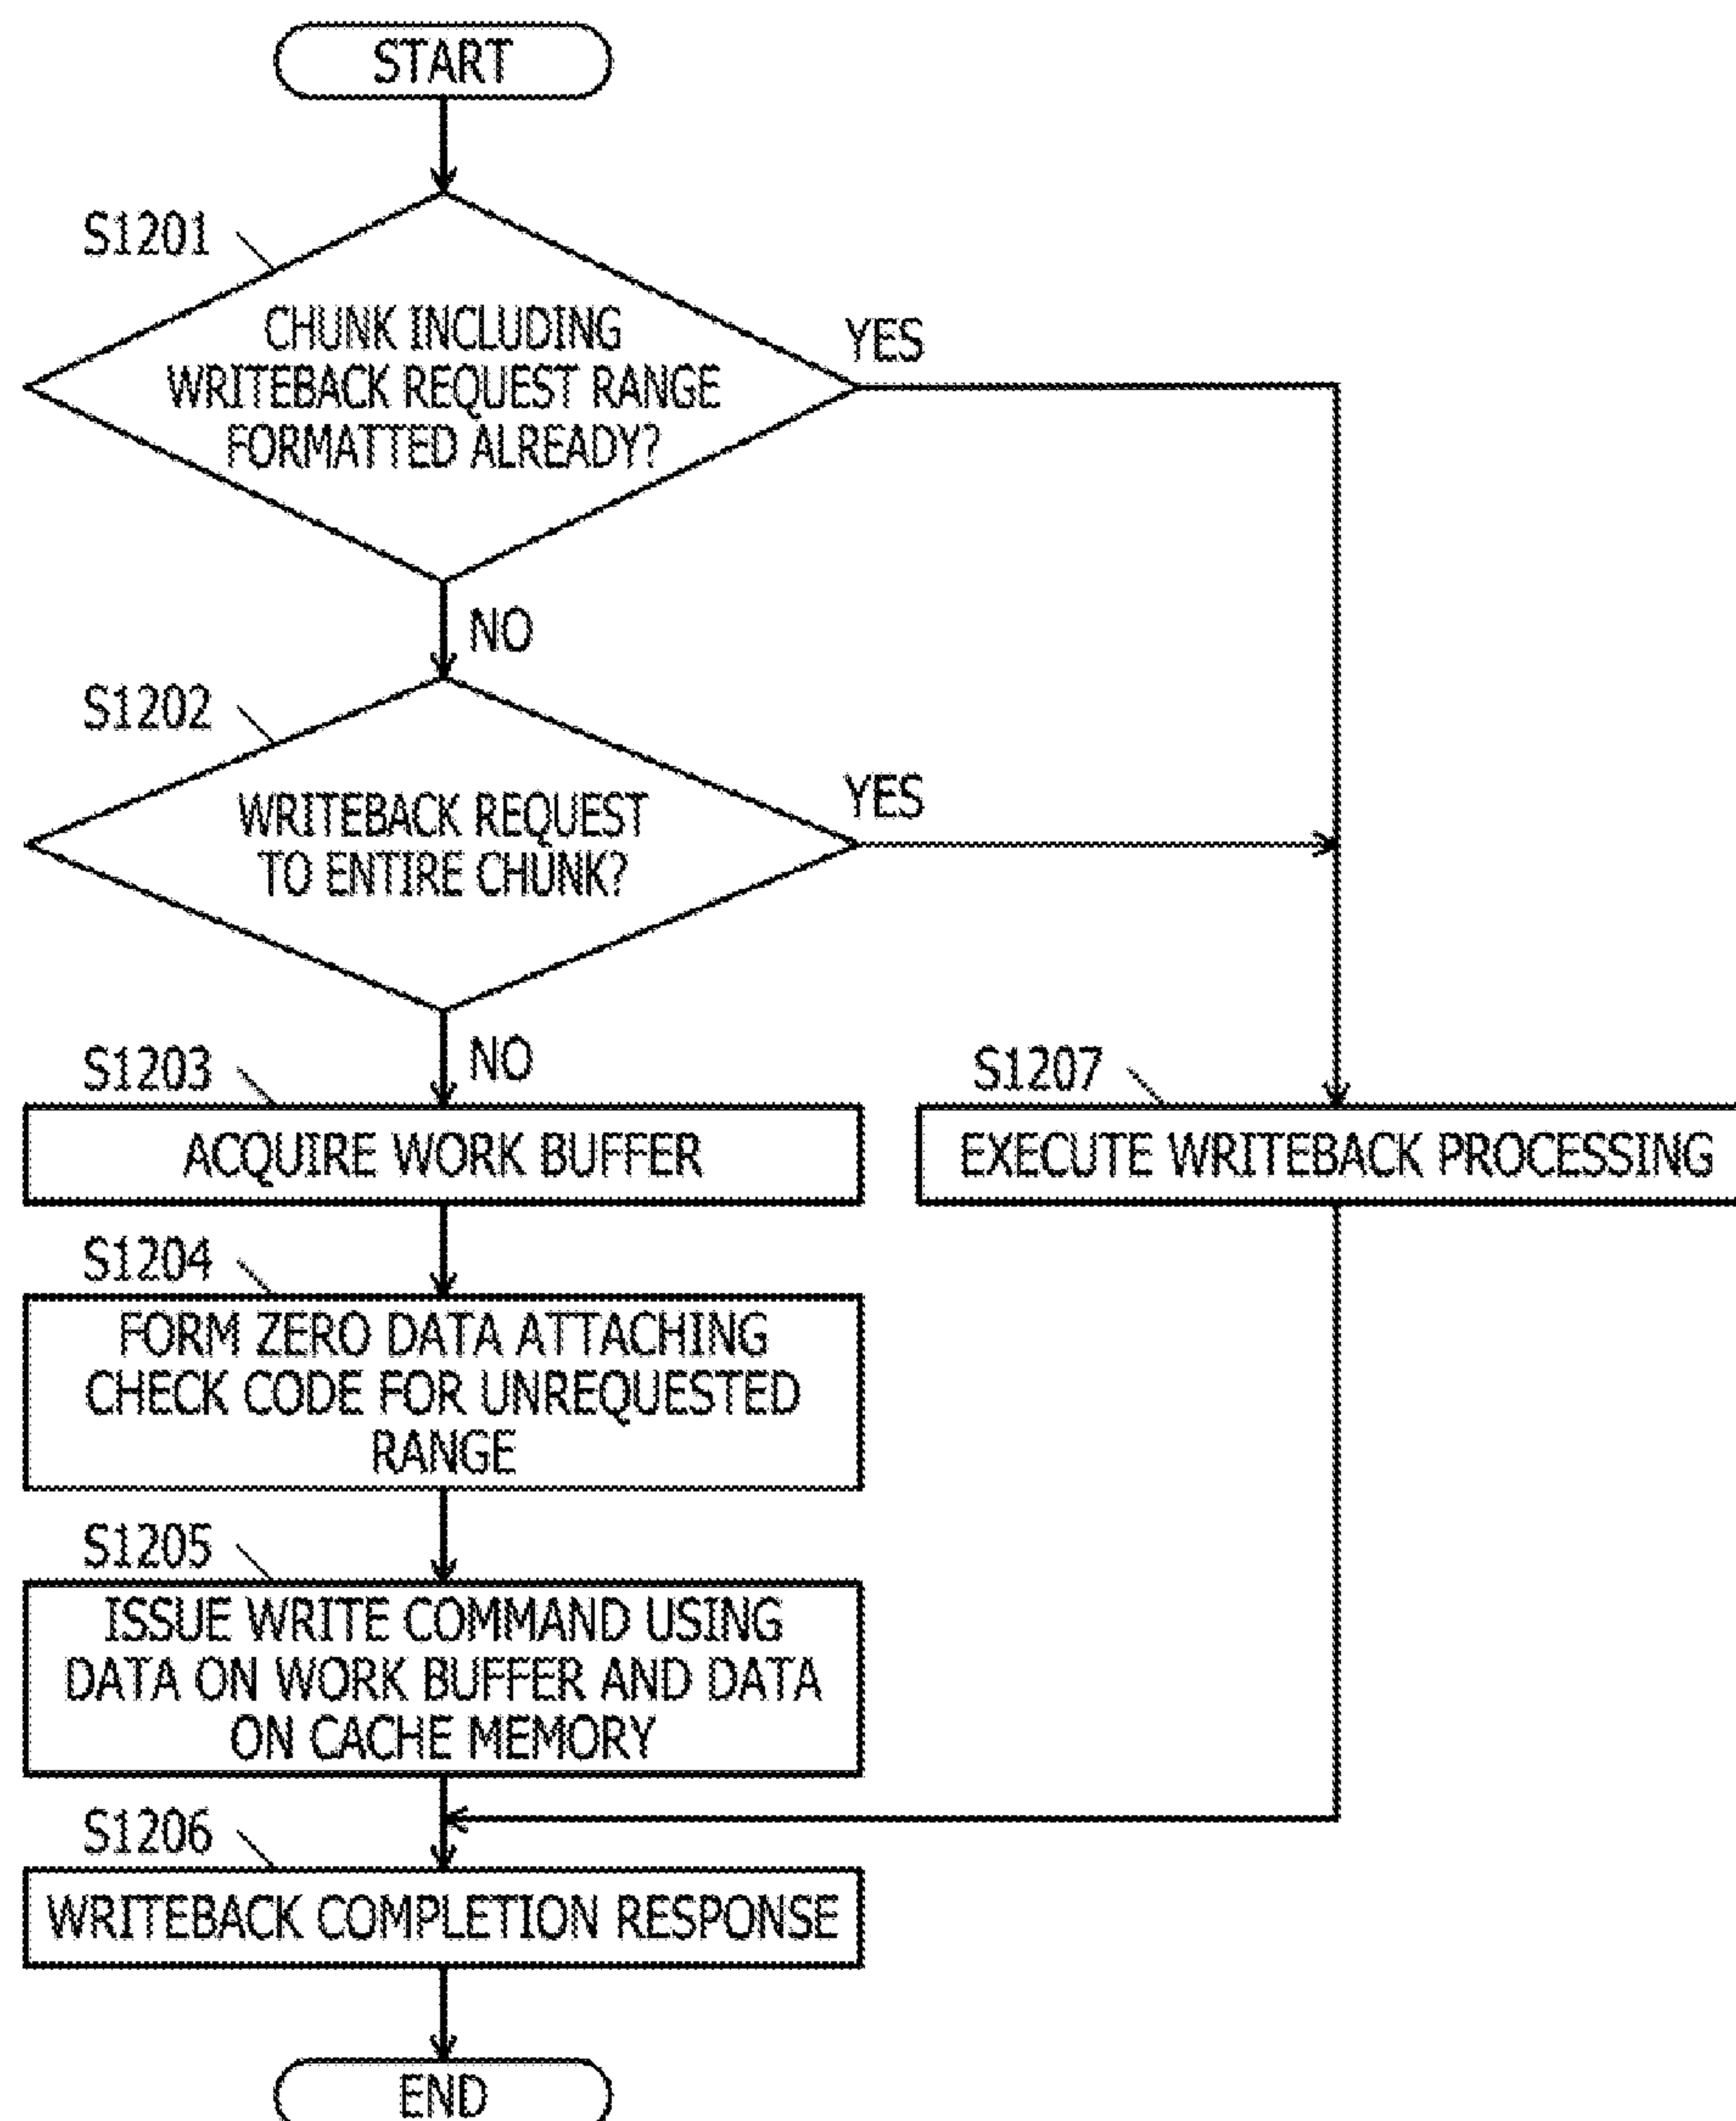 START
S1201
CHUNK INCLUDING
WRITEBACK REQUEST RANGE
FORMATTED ALREADY?
YES
NO
S1202
WRITEBACK REQUEST
TO ENTIRE CHUNK?
YES
NO
S1203
ACQUIRE WORK BUFFER
S1207
EXECUTE WRITEBACK PROCESSING
S1204
FORM ZERO DATA ATTACHING
CHECK CODE FOR UNREQUESTED
RANGE
S1205
ISSUE WRITE COMMAND USING
DATA ON WORK BUFFER AND DATA
ON CACHE MEMORY
S1206
WRITEBACK COMPLETION RESPONSE
END